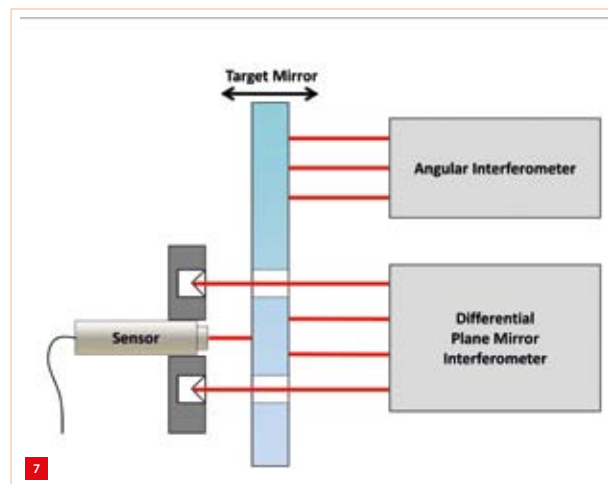 Target Mirror
Angular Interferometer
Sensor
Differential
Plane Mirror
Interferometer
7